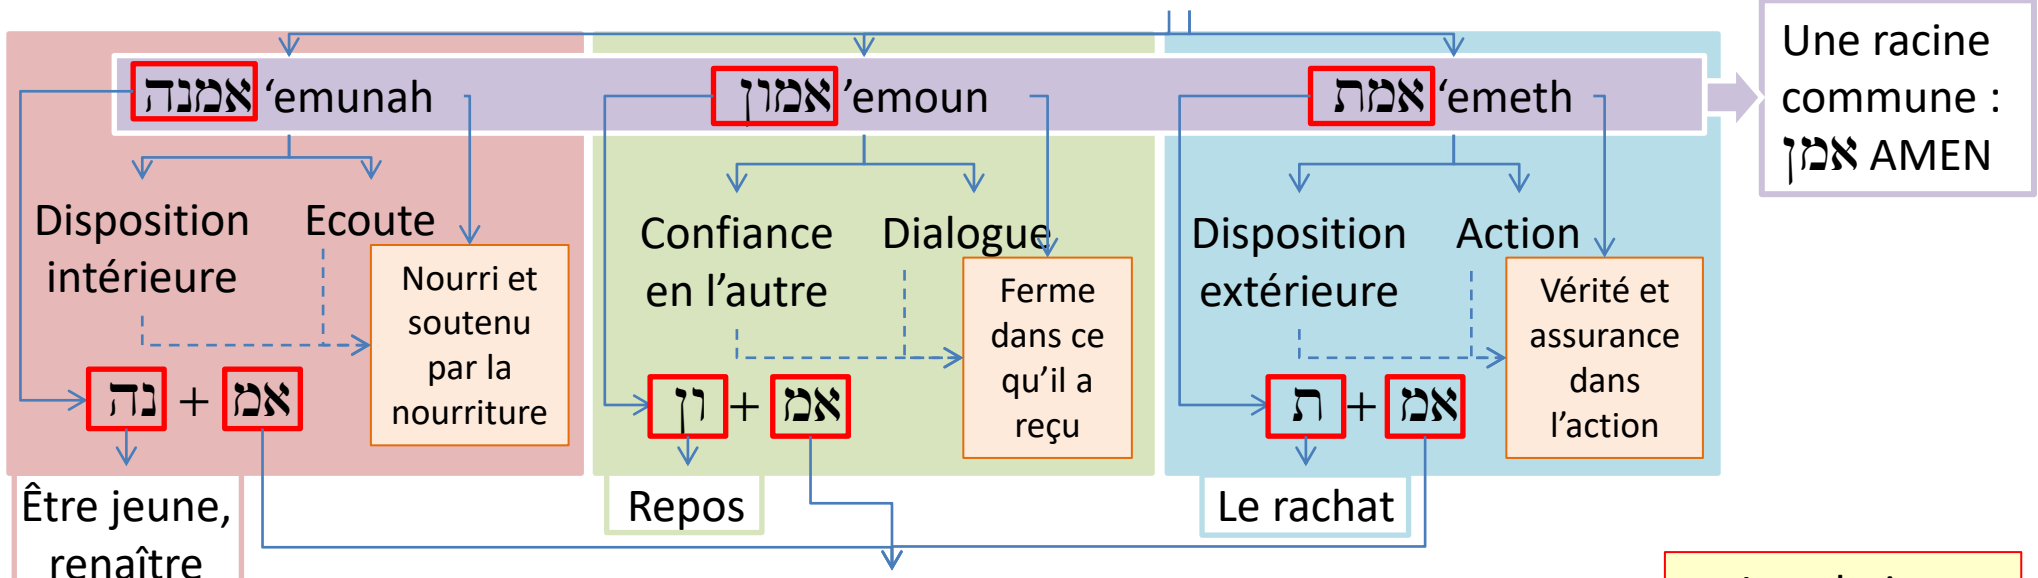 אמנה ‘emunah
אמון ’emoun
אמת ‘emeth
Une racine
commune :
אמן AMEN
Disposition
intérieure
Ecoute
Nourri et
soutenu
par la
nourriture
נה + אמ
Être jeune,
renaître
Confiance
en l’autre
Dialogue
Ferme
dans ce
qu’il a
reçu
ון + אמ
Repos
Disposition
extérieure
Action
Vérité et
assurance
dans
l’action
ת + אמ
Le rachat